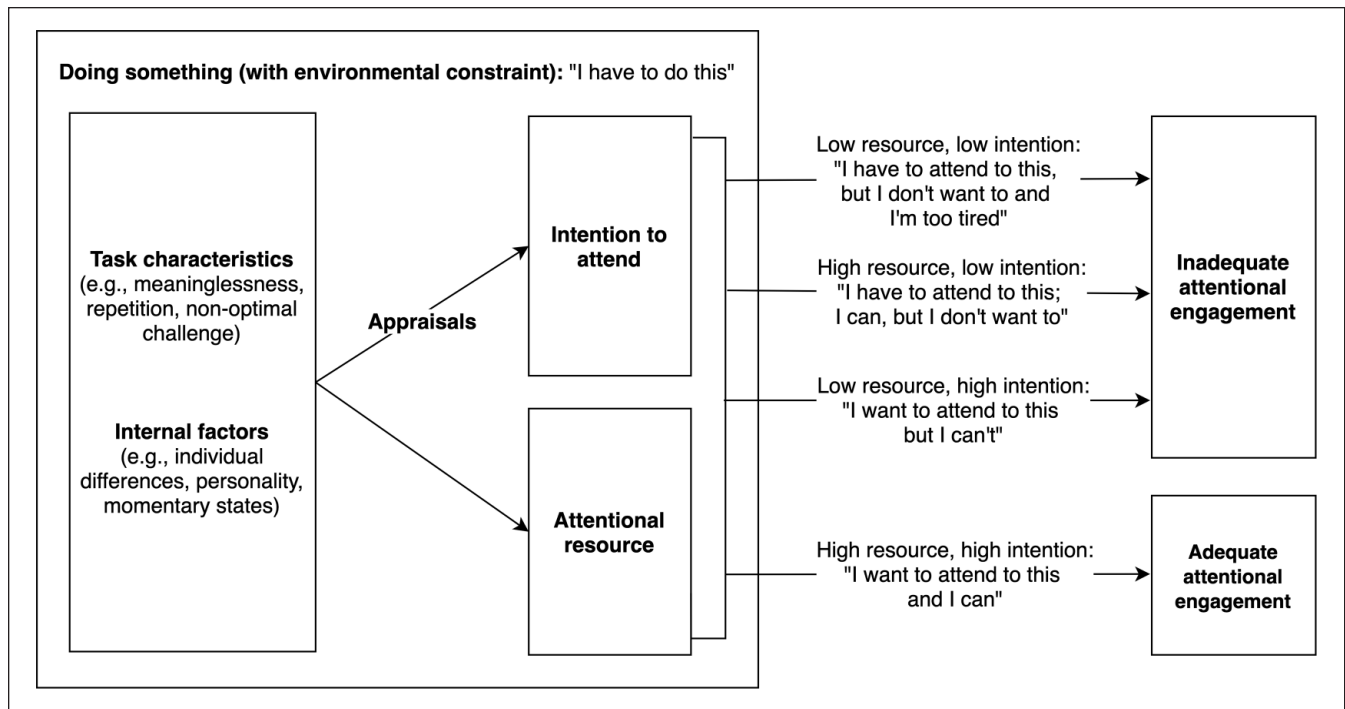 Doing something (with environmental constraint): "I have to do this"
Task characteristics
(e.g., meaninglessness,
repetition, non-optimal
challenge)
Internal factors
(e.g., individual
differences, personality,
momentary states)
Appraisals
Intention to
attend
Attentional
resource
Low resource, low intention:
"I have to attend to this,
but I don't want to and
I'm too tired"
High resource, low intention:
"I have to attend to this;
I can, but I don't want to"
Low resource, high intention:
"I want to attend to this
but I can't"
High resource, high intention:
"I want to attend to this
and I can"
Inadequate
attentional
engagement
Adequate
attentional
engagement